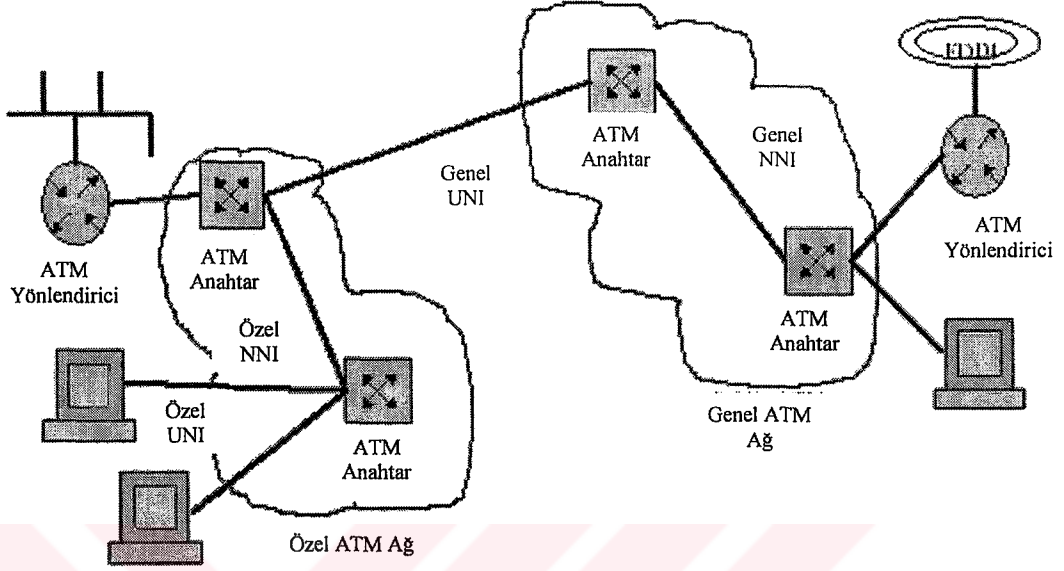 FDDI
ATM
Anahtar
Genel
NNI
Genel
UNI
ATM
Yönlendirici
ATM
Yönlendirici
ATM
Anahtar
Özel
NNI
ATM
Anahtar
Özel
UNI
ATM
Anahtar
Genel ATM
Ağ
Özel ATM Ağ